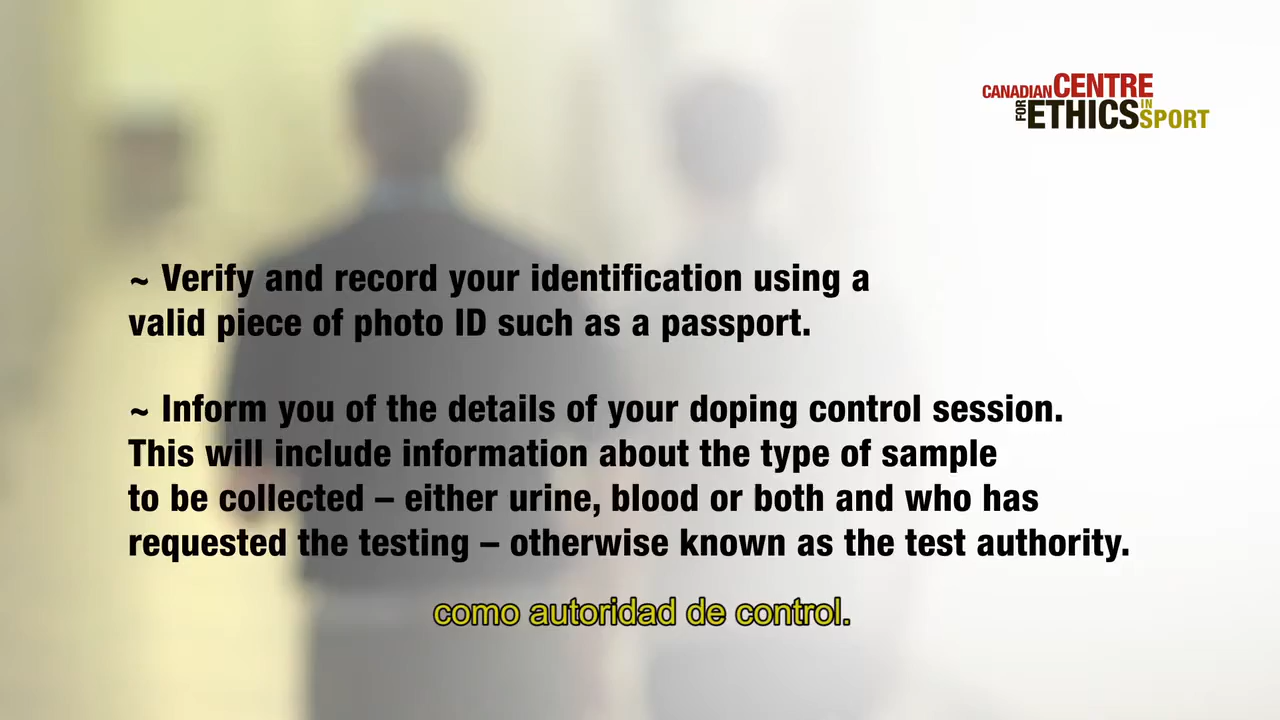 CANADIAN CENTRE
FOR ETHICS IN SPORT
~ Verify and record your identification using a
valid piece of photo ID such as a passport.
~ Inform you of the details of your doping control session.
This will include information about the type of sample
to be collected – either urine, blood or both and who has
requested the testing – otherwise known as the test authority.
como autoridad de control.